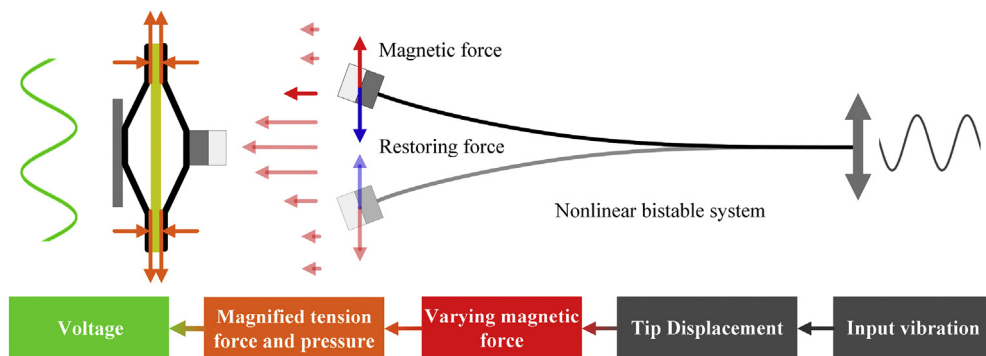 Magnetic force
Restoring force
Nonlinear bistable system
Voltage
Magnified tension
force and pressure
Varying magnetic
force
Tip Displacement
Input vibration